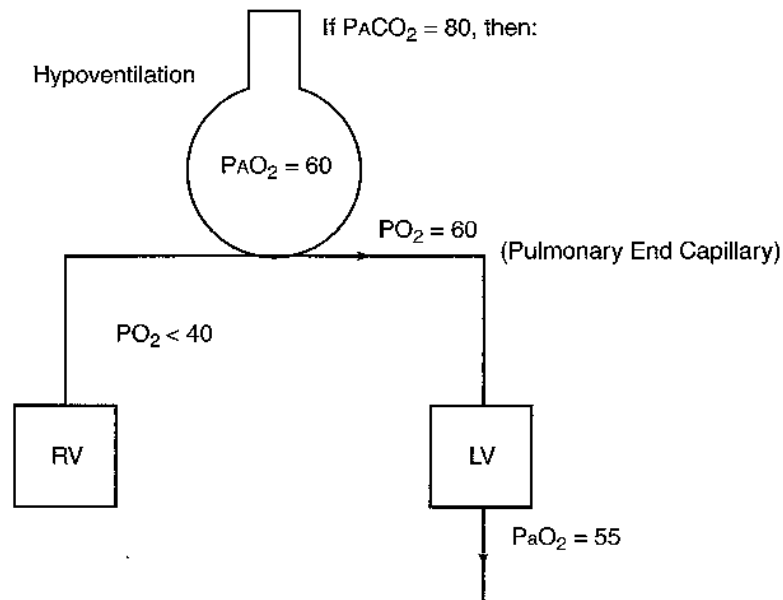 If PACO₂ = 80, then:
Hypoventilation
PAO₂ = 60
PO₂ = 60
(Pulmonary End Capillary)
PO₂ < 40
RV
LV
PaO₂ = 55